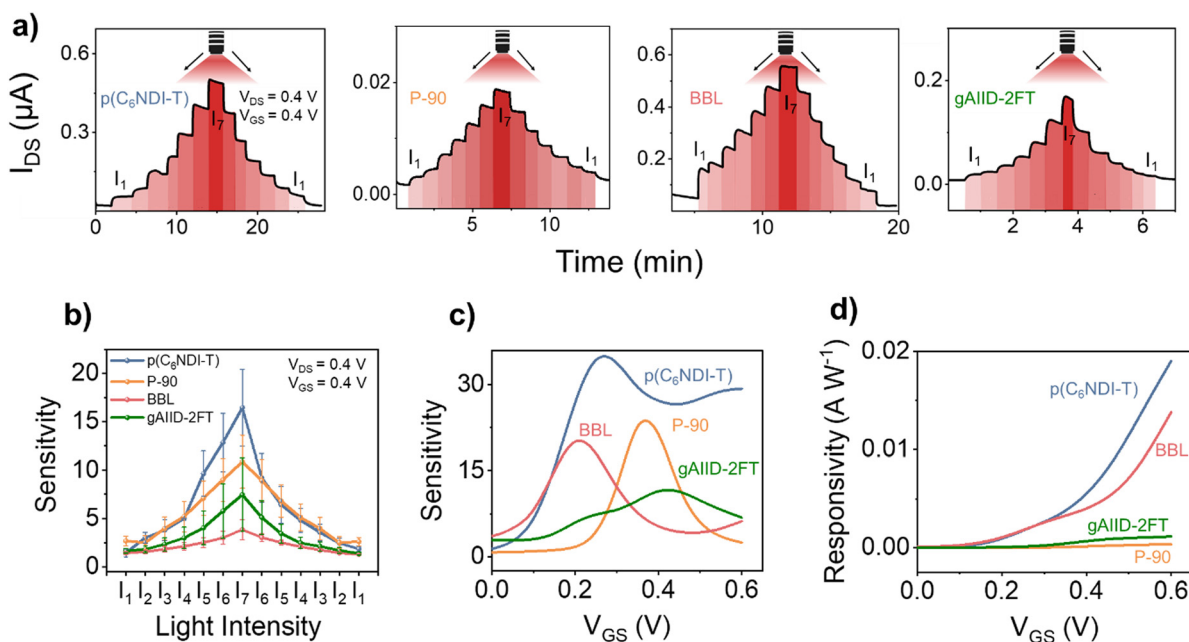 a)
I_DS (µA)
0.6
0.3
p(C₆NDI-T)
V_DS = 0.4 V
V_GS = 0.4 V
I₇
I₁
I₁
0
10
20
0.02
0.00
P-90
I₇
I₁
I₁
5
10
0.6
0.4
0.2
BBL
I₇
I₁
I₁
10
15
20
0.2
0.0
gAIID-2FT
I₇
I₁
I₁
2
4
6
Time (min)
b)
Sensitvity
20
15
10
5
0
p(C₆NDI-T)
P-90
BBL
gAIID-2FT
V_DS = 0.4 V
V_GS = 0.4 V
I₁ I₂ I₃ I₄ I₅ I₆ I₇ I₆ I₅ I₄ I₃ I₂ I₁
Light Intensity
c)
Sensitivity
30
15
0
p(C₆NDI-T)
BBL
P-90
gAIID-2FT
0.0 0.2 0.4 0.6
V_GS (V)
d)
Responsivity (A W⁻¹)
0.02
0.01
0.00
p(C₆NDI-T)
BBL
gAIID-2FT
P-90
0.0 0.2 0.4 0.6
V_GS (V)